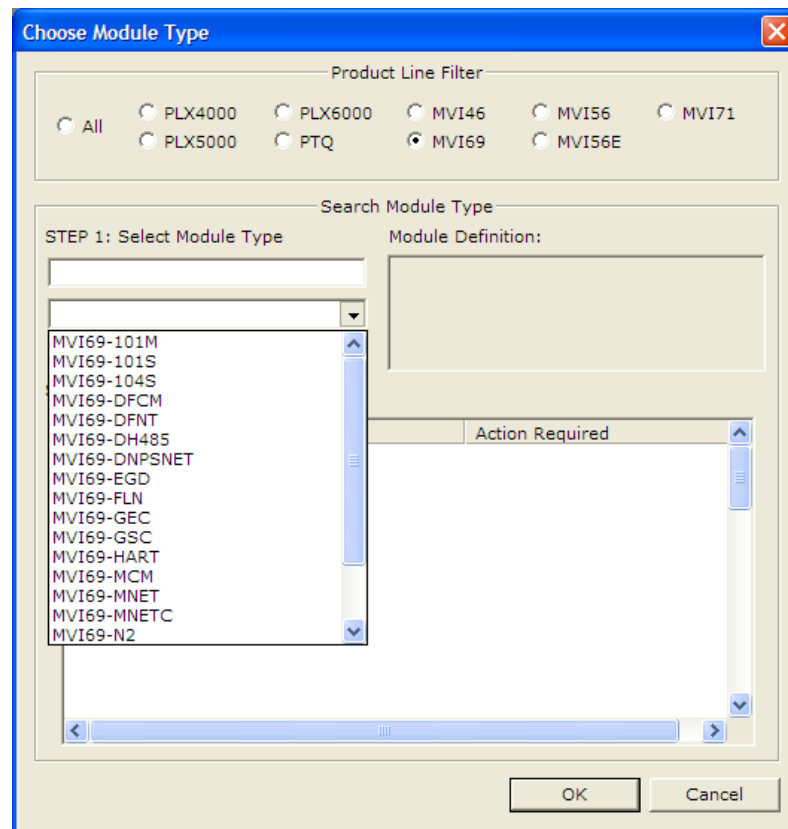 Choose Module Type
Product Line Filter
All
PLX4000 PLX6000 MVI46 MVI56 MVI71
PLX5000 PTQ MVI69 MVI56E
Search Module Type
STEP 1: Select Module Type Module Definition:
MVI69-101M
MVI69-101S
MVI69-104S
MVI69-DFCM
MVI69-DFNT
MVI69-DH485
MVI69-DNPSNET
MVI69-EGD
MVI69-FLN
MVI69-GEC
MVI69-GSC
MVI69-HART
MVI69-MCM
MVI69-MNET
MVI69-MNETC
MVI69-N2
Action Required
OK Cancel